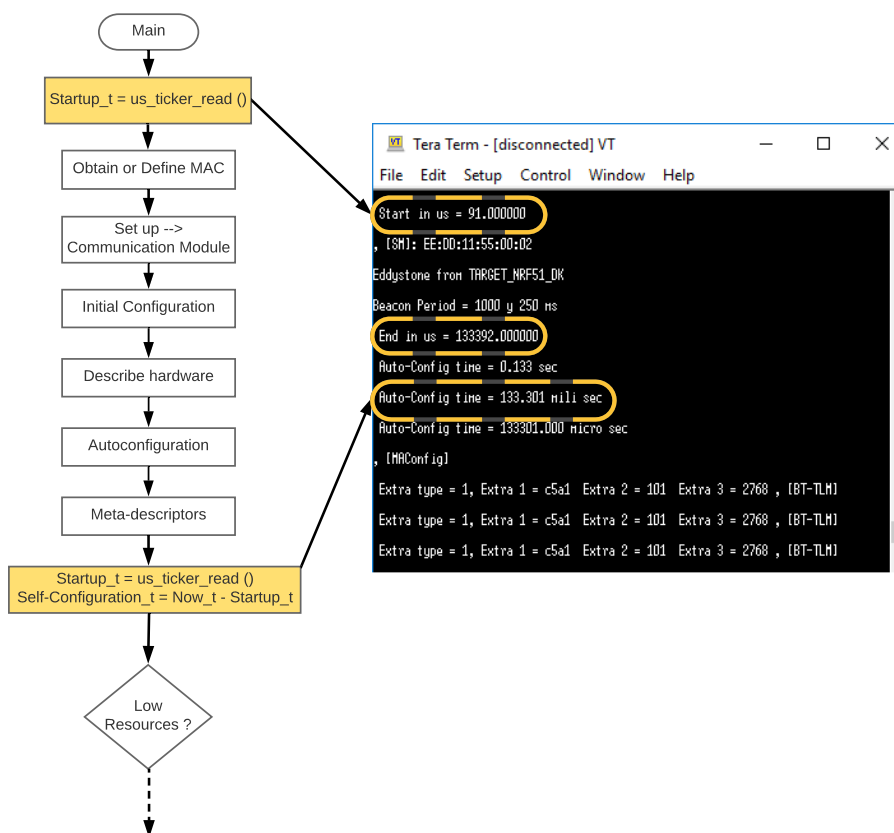 Main
Startup_t = us_ticker_read ()
Obtain or Define MAC
Set up -->
Communication Module
Initial Configuration
Describe hardware
Autoconfiguration
Meta-descriptors
Startup_t = us_ticker_read ()
Self-Configuration_t = Now_t - Startup_t
Low
Resources ?
Tera Term - [disconnected] VT
File Edit Setup Control Window Help
Start in us = 91.000000
, [SM]: EE:DD:11:55:00:02
Eddystone from TARGET_NRF51_DK
Beacon Period = 1000 y 250 ms
End in us = 133392.000000
Auto-Config time = 0.133 sec
Auto-Config time = 133.301 mili sec
Auto-Config time = 133301.000 micro sec
, [MAConfig]
Extra type = 1, Extra 1 = c5a1 Extra 2 = 101 Extra 3 = 2768 , [BT-TLM]
Extra type = 1, Extra 1 = c5a1 Extra 2 = 101 Extra 3 = 2768 , [BT-TLM]
Extra type = 1, Extra 1 = c5a1 Extra 2 = 101 Extra 3 = 2768 , [BT-TLM]